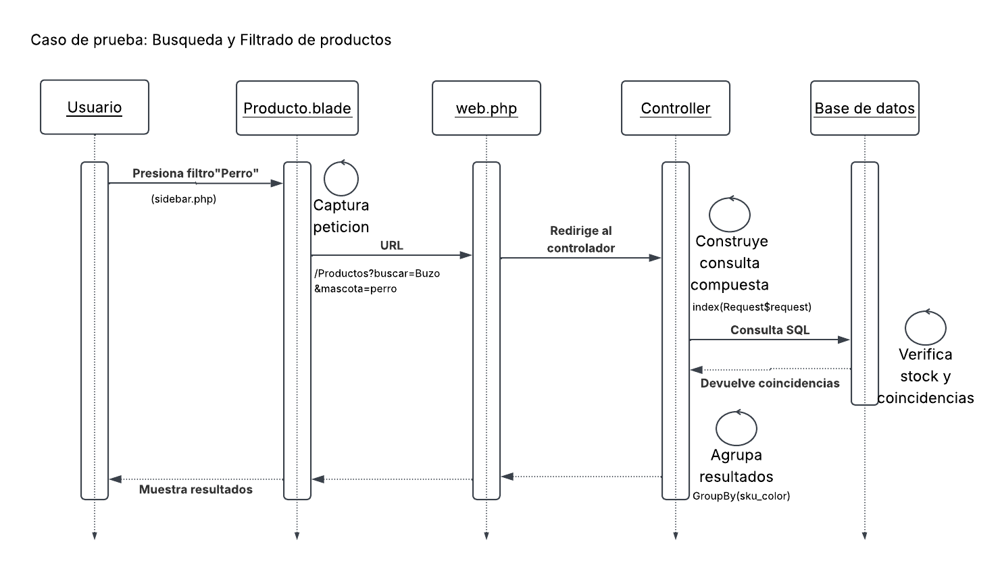 Caso de prueba: Busqueda y Filtrado de productos
Usuario
Producto.blade
web.php
Controller
Base de datos
Presiona filtro"Perro"
(sidebar.php)
Captura
peticion
URL
/Productos?buscar=Buzo
&mascota=perro
Redirige al
controlador
Construye
consulta
compuesta
index(Request$request)
Consulta SQL
Verifica
stock y
coincidencias
Devuelve coincidencias
Agrupa
resultados
GroupBy(sku_color)
Muestra resultados